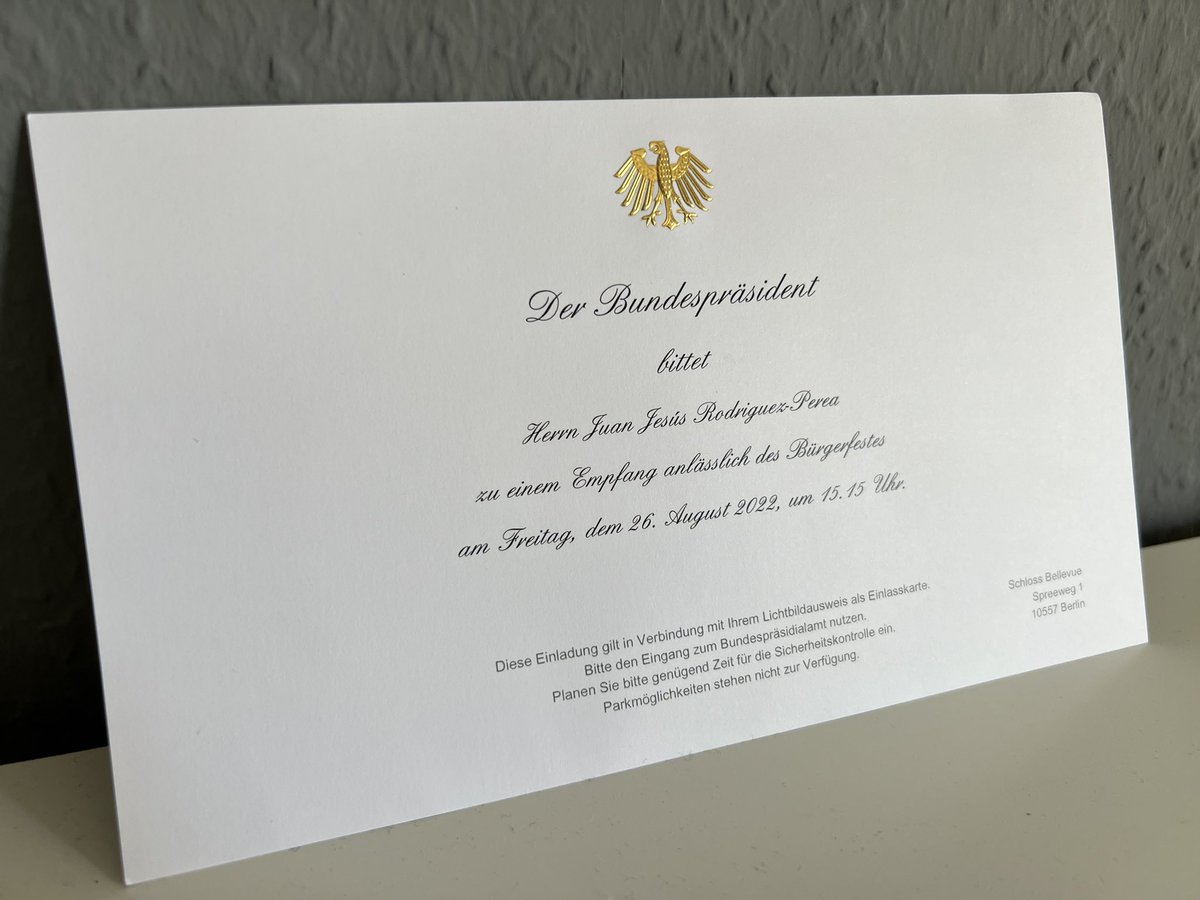 Der Bundespräsident
bittet
Herrn Juan Jesús Rodriguez-Perea
zu einem Empfang anlässlich des Bürgerfestes
am Freitag, dem 26. August 2022, um 15.15 Uhr.
Schloss Bellevue
Spreeweg 1
10557 Berlin
Diese Einladung gilt in Verbindung mit Ihrem Lichtbildausweis als Einlasskarte.
Bitte den Eingang zum Bundespräsidialamt nutzen.
Planen Sie bitte genügend Zeit für die Sicherheitskontrolle ein.
Parkmöglichkeiten stehen nicht zur Verfügung.